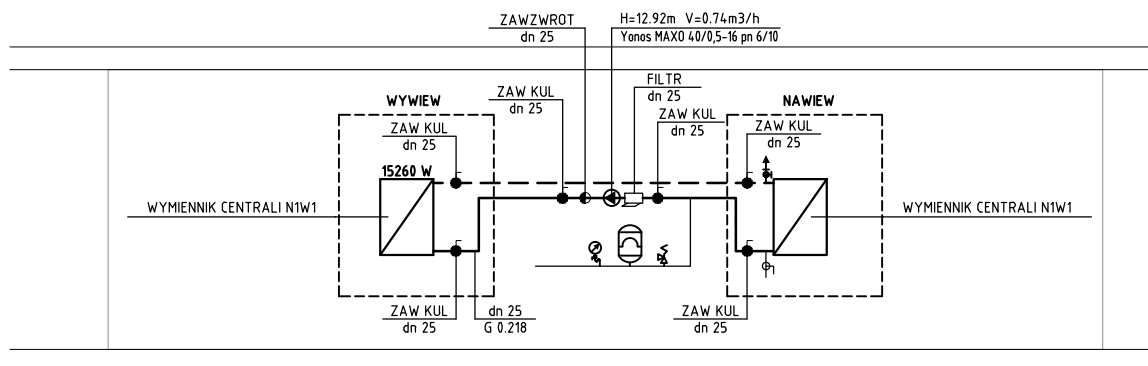 ZAWZWROT
dn 25
H=12.92m V=0.74m3/h
Yonos MAXO 40/0,5-16 pn 6/10
FILTR
dn 25
ZAW KUL
dn 25
WYWIEW
NAWIEW
ZAW KUL
dn 25
ZAW KUL
dn 25
ZAW KUL
dn 25
15260 W
WYMIENNIK CENTRALI N1W1
WYMIENNIK CENTRALI N1W1
ZAW KUL
dn 25
dn 25
G 0.218
ZAW KUL
dn 25